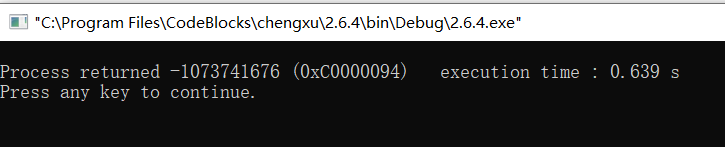 "C:\Program Files\CodeBlocks\chengxu\2.6.4\bin\Debug\2.6.4.exe"
Process returned -1073741676 (0xC0000094)   execution time : 0.639 s
Press any key to continue.